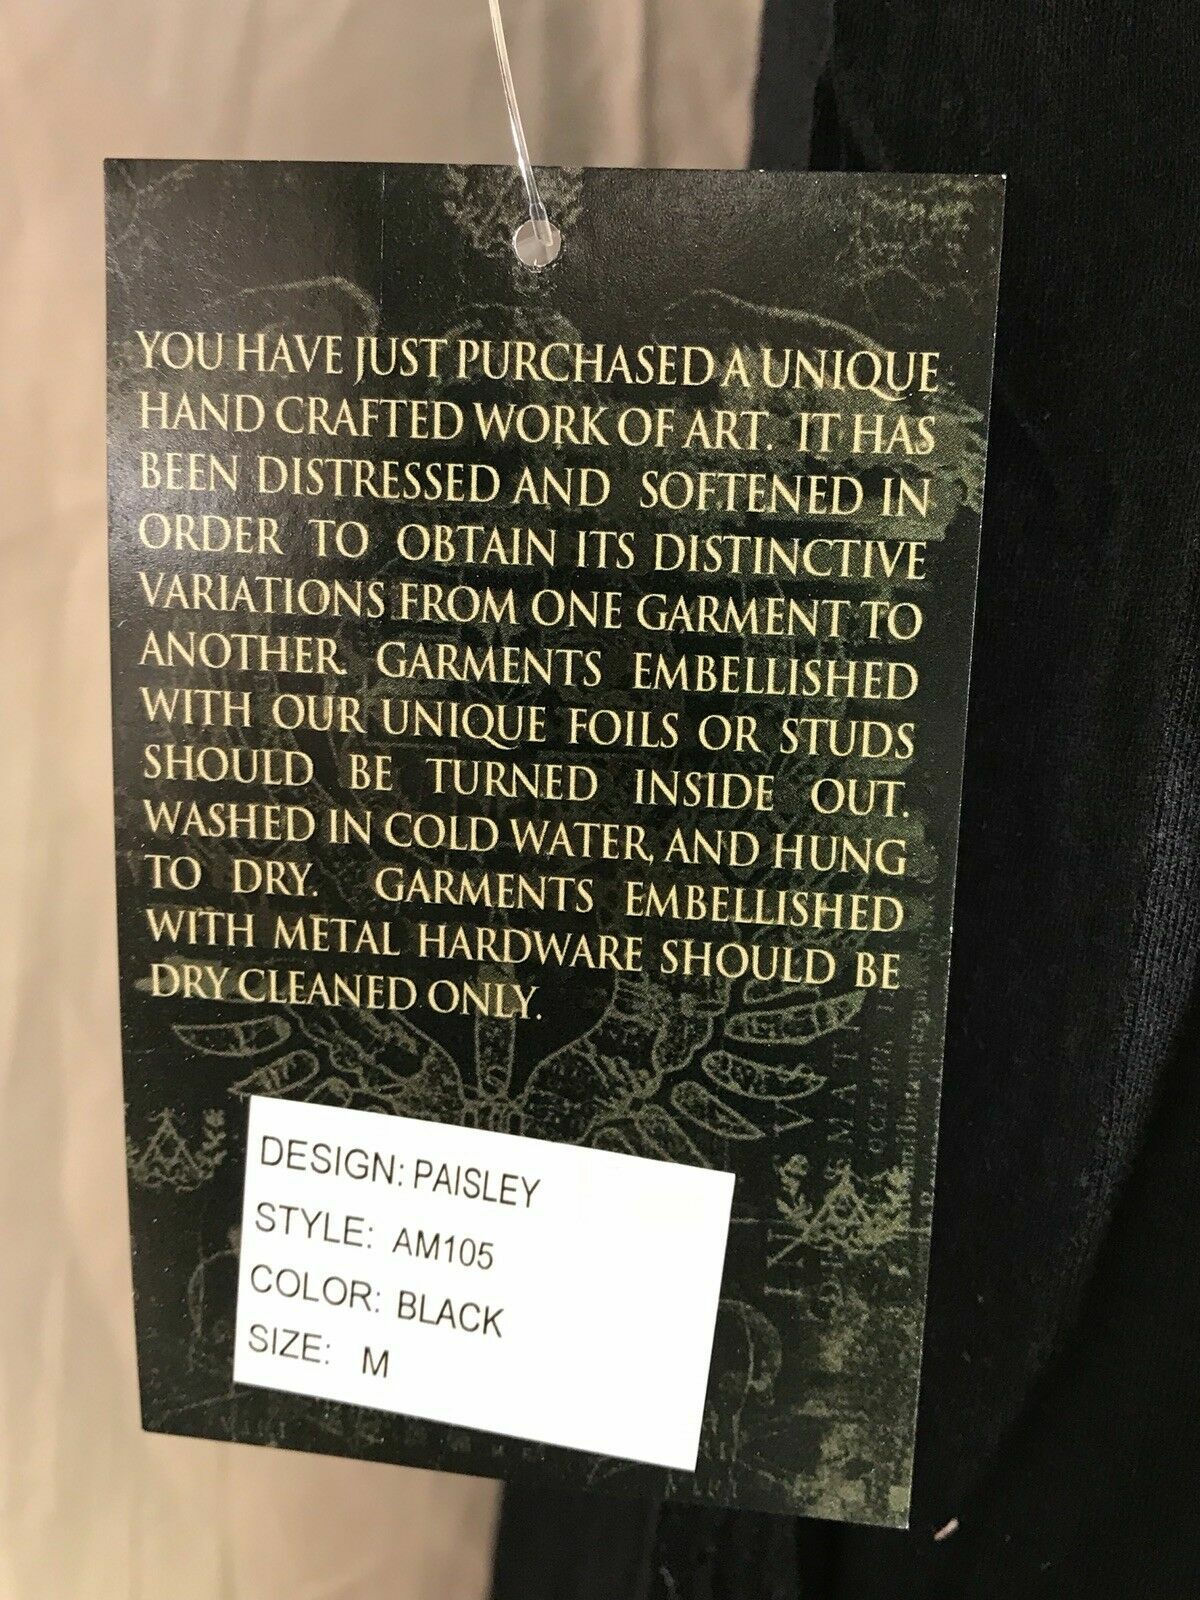 YOU HAVE JUST PURCHASED A UNIQUE
HAND CRAFTED WORK OF ART. IT HAS
BEEN DISTRESSED AND SOFTENED IN
ORDER TO OBTAIN ITS DISTINCTIVE
VARIATIONS FROM ONE GARMENT TO
ANOTHER. GARMENTS EMBELLISHED
WITH OUR UNIQUE FOILS OR STUDS
SHOULD BE TURNED INSIDE OUT.
WASHED IN COLD WATER, AND HUNG
TO DRY. GARMENTS EMBELLISHED
WITH METAL HARDWARE SHOULD BE
DRY CLEANED ONLY.
DESIGN: PAISLEY
STYLE: AM105
COLOR: BLACK
SIZE: M